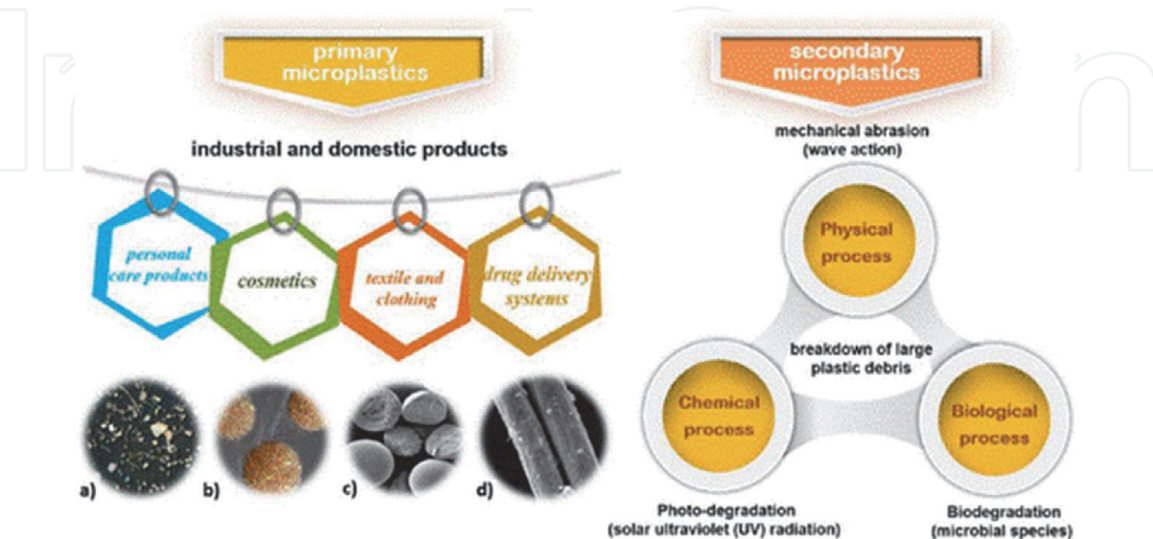 primary
microplastics
industrial and domestic products
personal
care products
cosmetics
textile and
clothing
drug delivery
systems
a)
b)
c)
d)
secondary
microplastics
mechanical abrasion
(wave action)
Physical
process
breakdown of large
plastic debris
Chemical
process
Biological
process
Photo-degradation
(solar ultraviolet (UV) radiation)
Biodegradation
(microbial species)